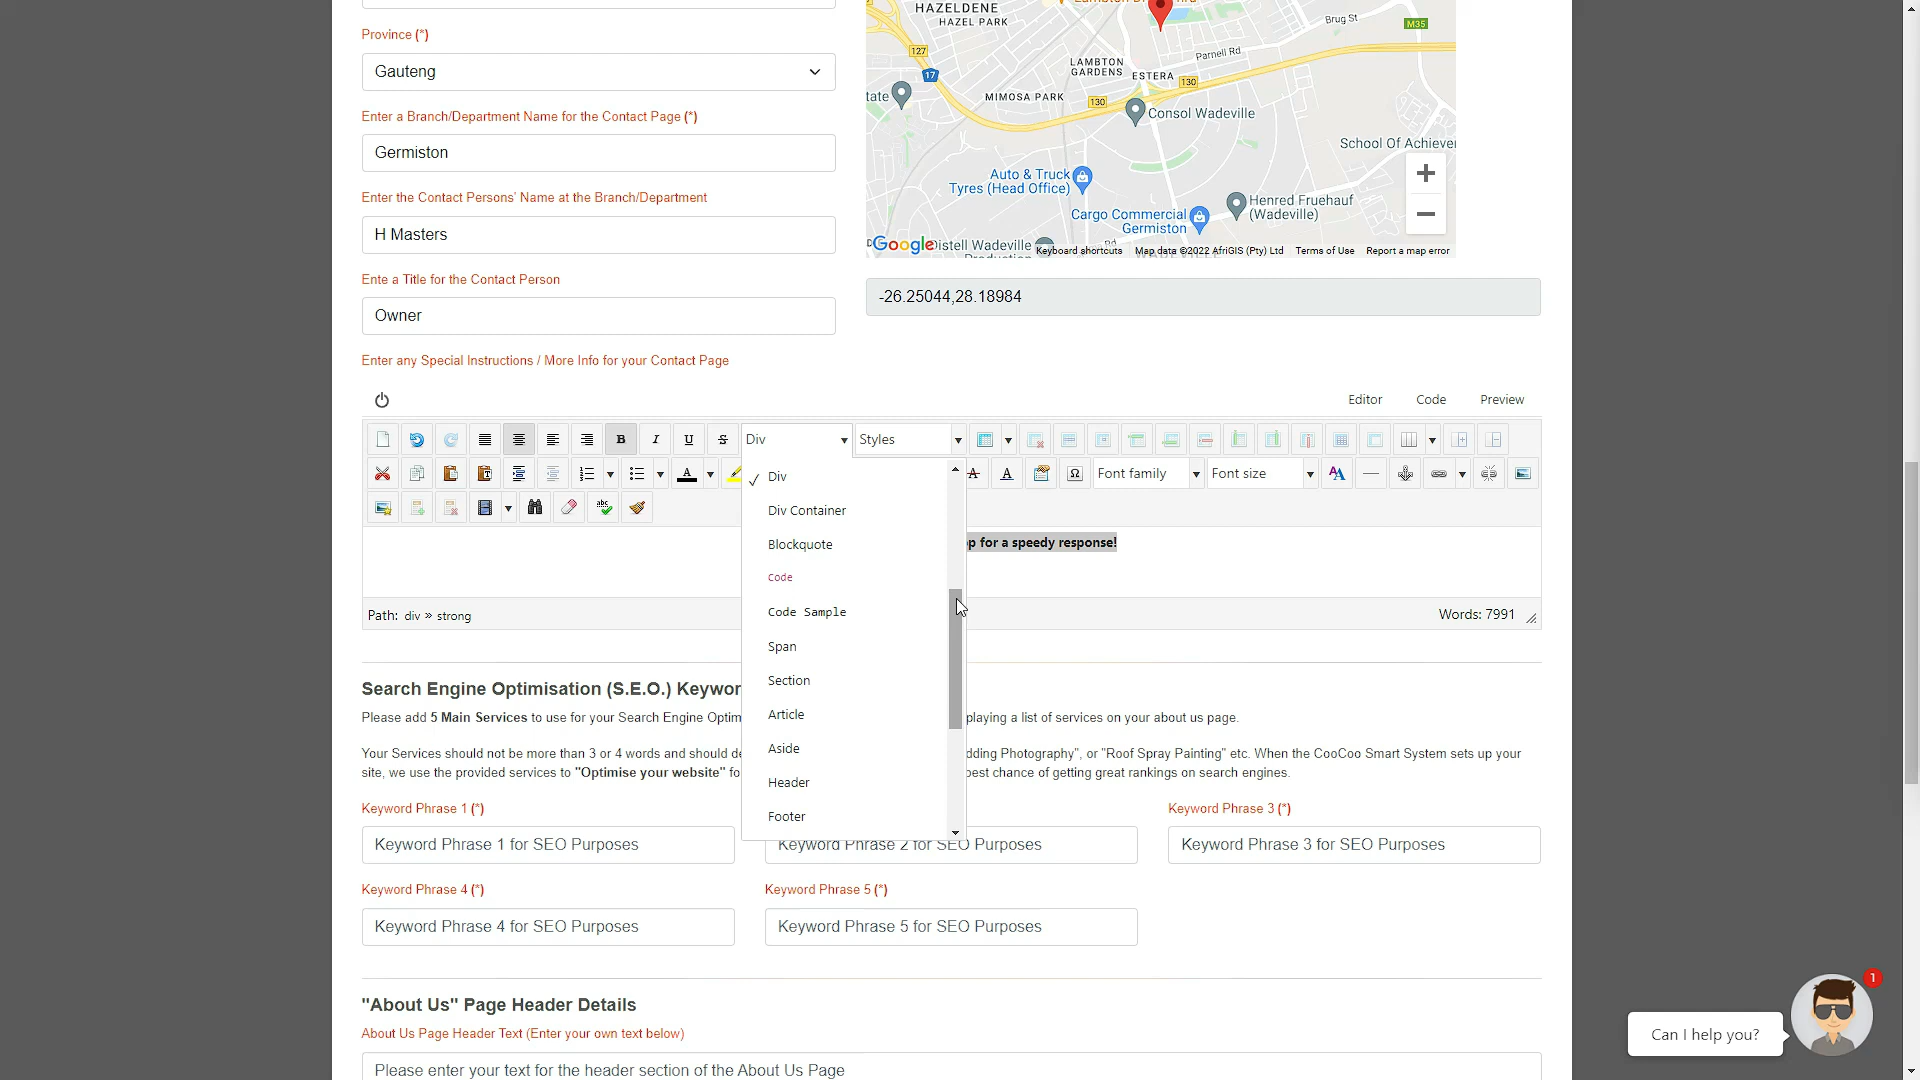 HAZELDENE
HAZEL PARK
Brug St
M35
Province (*)
127
Parnell Rd
Gauteng
17
LAMBTON
GARDENS
ESTERA
130
tate
MIMOSA PARK
130
Consol Wadeville
Enter a Branch/Department Name for the Contact Page (*)
School Of Achiever
Germiston
Auto & Truck
Tyres (Head Office)
Enter the Contact Persons' Name at the Branch/Department
Henred Fruehauf
(Wadeville)
Cargo Commercial
Germiston
H Masters
Google
Distell Wadeville
Keyboard shortcuts Map data ©2022 AfriGIS (Pty) Ltd Terms of Use Report a map error
Ente a Title for the Contact Person
-26.25044,28.18984
Owner
Enter any Special Instructions / More Info for your Contact Page
Editor Code Preview
B I U S Div Styles
A A A Ω Font family Font size AA
abc
Div
Div Container
Blockquote
Code
Code Sample
Span
Section
Article
Aside
Header
Footer
p for a speedy response!
Path: div » strong
Words: 7991
Search Engine Optimisation (S.E.O.) Keywor
Please add 5 Main Services to use for your Search Engine Optim playing a list of services on your about us page.
Your Services should not be more than 3 or 4 words and should de dding Photography", or "Roof Spray Painting" etc. When the CooCoo Smart System sets up your
site, we use the provided services to "Optimise your website" fo best chance of getting great rankings on search engines.
Keyword Phrase 1 (*)
Keyword Phrase 3 (*)
Keyword Phrase 1 for SEO Purposes
Keyword Phrase 2 for SEO Purposes
Keyword Phrase 3 for SEO Purposes
Keyword Phrase 4 (*)
Keyword Phrase 5 (*)
Keyword Phrase 4 for SEO Purposes
Keyword Phrase 5 for SEO Purposes
"About Us" Page Header Details
About Us Page Header Text (Enter your own text below)
Please enter your text for the header section of the About Us Page
1
Can I help you?